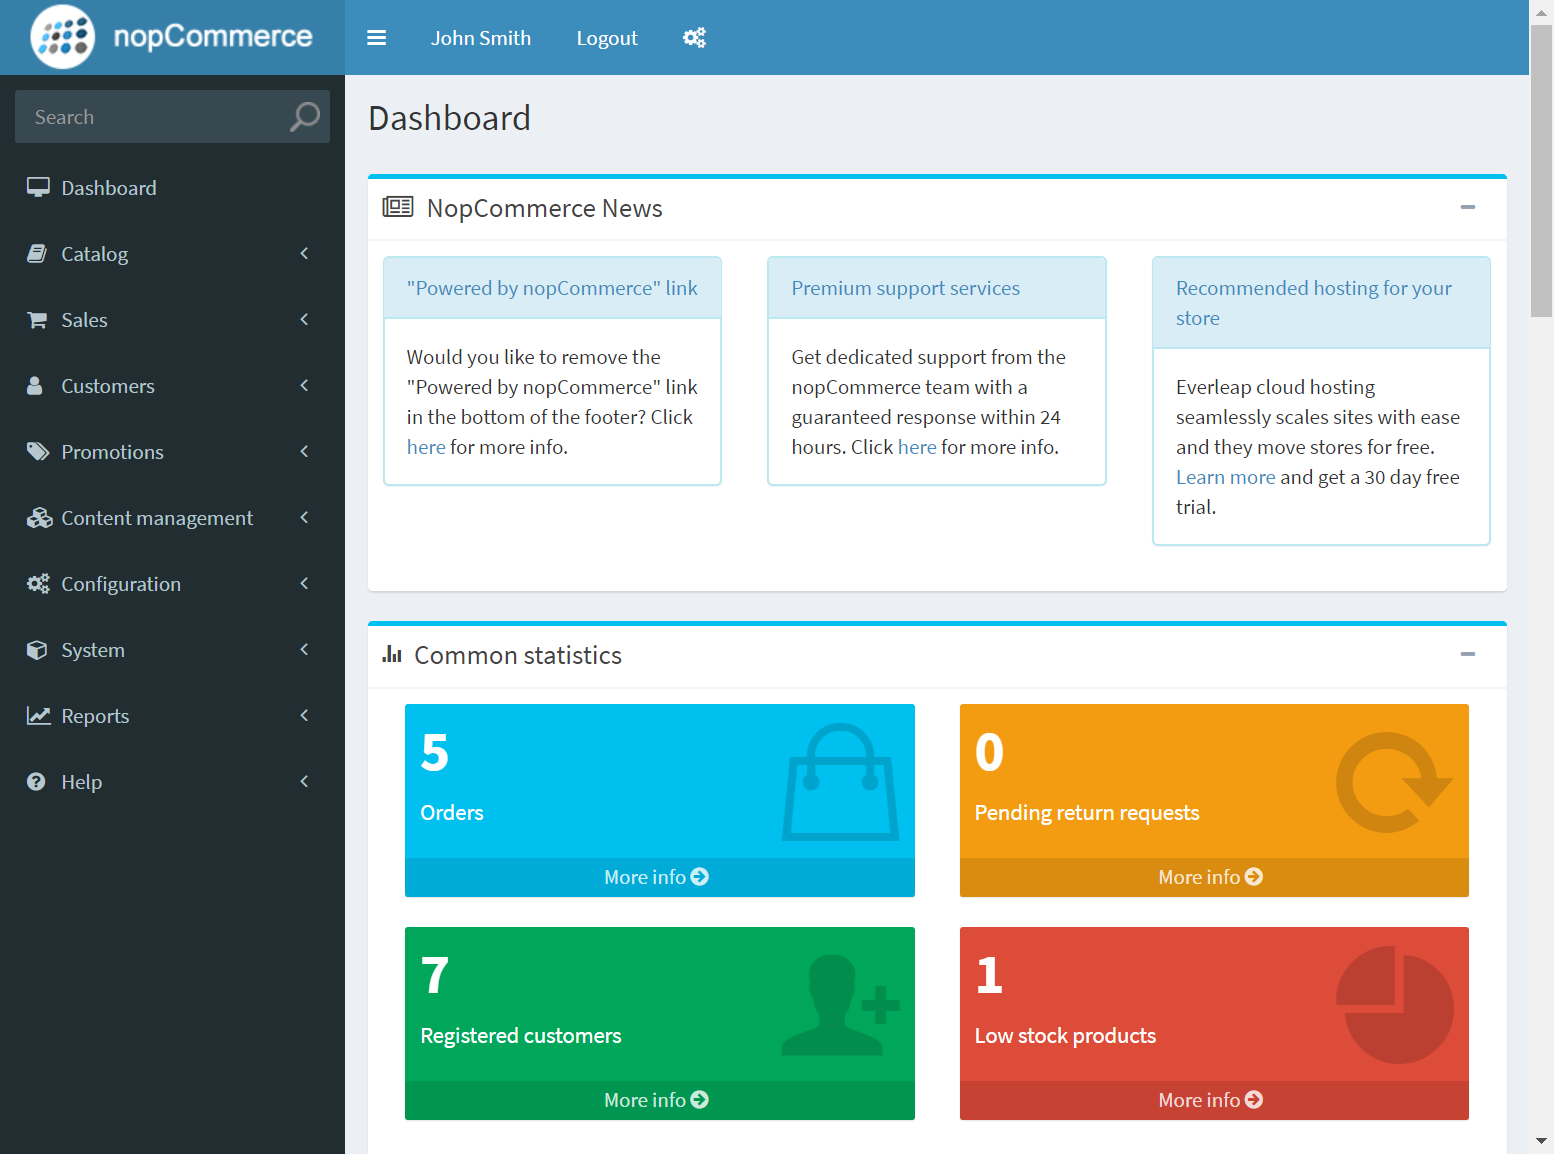 nopCommerce
John Smith
Logout
Search
Dashboard
Catalog
Sales
Customers
Promotions
Content management
Configuration
System
Reports
Help
Dashboard
NopCommerce News
"Powered by nopCommerce" link
Would you like to remove the
"Powered by nopCommerce" link
in the bottom of the footer? Click
here for more info.
Premium support services
Get dedicated support from the
nopCommerce team with a
guaranteed response within 24
hours. Click here for more info.
Recommended hosting for your
store
Everleap cloud hosting
seamlessly scales sites with ease
and they move stores for free.
Learn more and get a 30 day free
trial.
Common statistics
5
Orders
More info
0
Pending return requests
More info
7
Registered customers
More info
1
Low stock products
More info